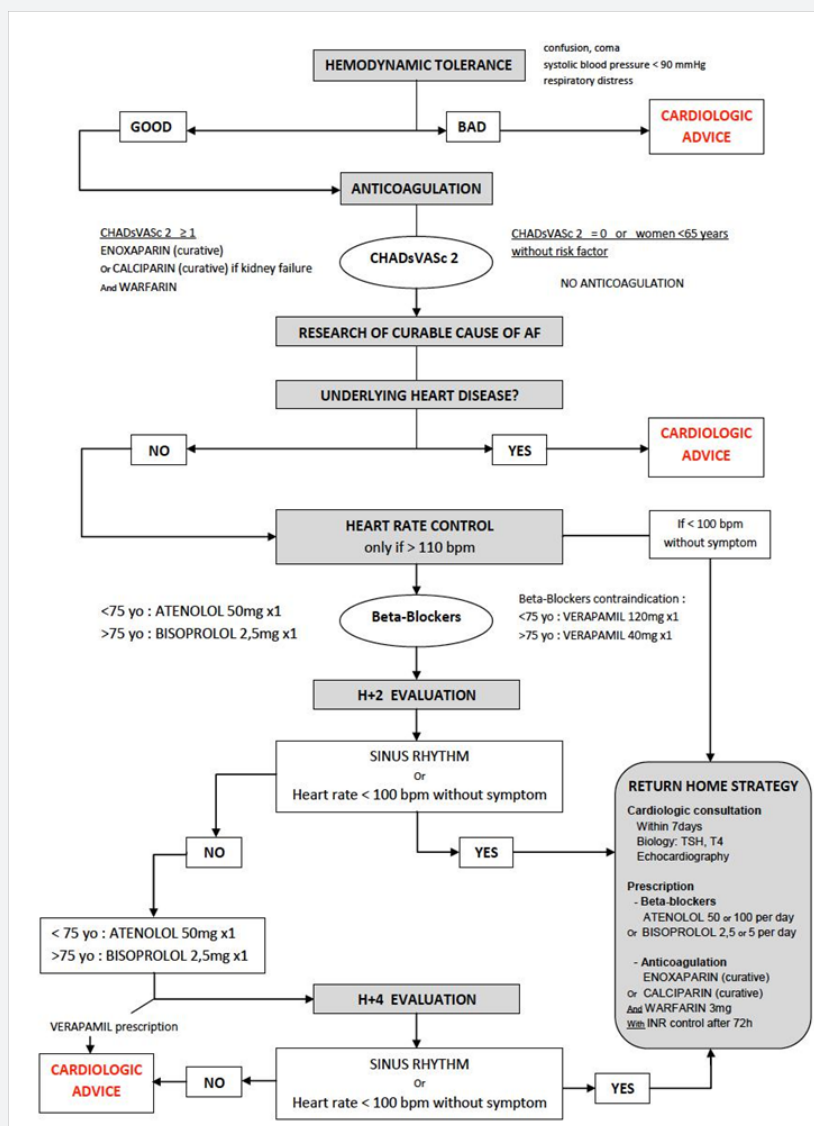 HEMODYNAMIC TOLERANCE
confusion, coma
systolic blood pressure < 90 mmHg
respiratory distress
GOOD
BAD
CARDIOLOGIC
ADVICE
ANTICOAGULATION
CHADsVASc 2 ≥ 1
ENOXAPARIN (curative)
Or CALCIPARIN (curative) if kidney failure
And WARFARIN
CHADsVASc 2
CHADsVASc 2 = 0 or women <65 years
without risk factor
NO ANTICOAGULATION
RESEARCH OF CURABLE CAUSE OF AF
UNDERLYING HEART DISEASE?
NO
YES
CARDIOLOGIC
ADVICE
HEART RATE CONTROL
only if > 110 bpm
If < 100 bpm
without symptom
<75 yo : ATENOLOL 50mg x1
>75 yo : BISOPROLOL 2,5mg x1
Beta-Blockers
Beta-Blockers contraindication :
<75 yo : VERAPAMIL 120mg x1
>75 yo : VERAPAMIL 40mg x1
H+2 EVALUATION
SINUS RHYTHM
Or
Heart rate < 100 bpm without symptom
NO
YES
RETURN HOME STRATEGY
Cardiologic consultation
Within 7days
Biology: TSH, T4
Echocardiography
Prescription
- Beta-blockers
ATENOLOL 50 or 100 per day
Or BISOPROLOL 2,5 or 5 per day
- Anticoagulation
ENOXAPARIN (curative)
Or CALCIPARIN (curative)
And WARFARIN 3mg
With INR control after 72h
< 75 yo : ATENOLOL 50mg x1
>75 yo : BISOPROLOL 2,5mg x1
H+4 EVALUATION
VERAPAMIL prescription
CARDIOLOGIC
ADVICE
NO
SINUS RHYTHM
Or
Heart rate < 100 bpm without symptom
YES